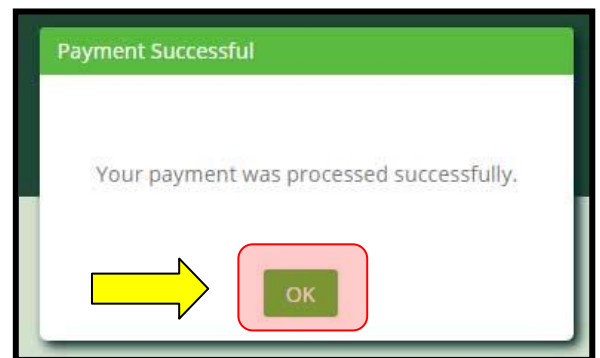 Payment Successful
Your payment was processed successfully.
OK